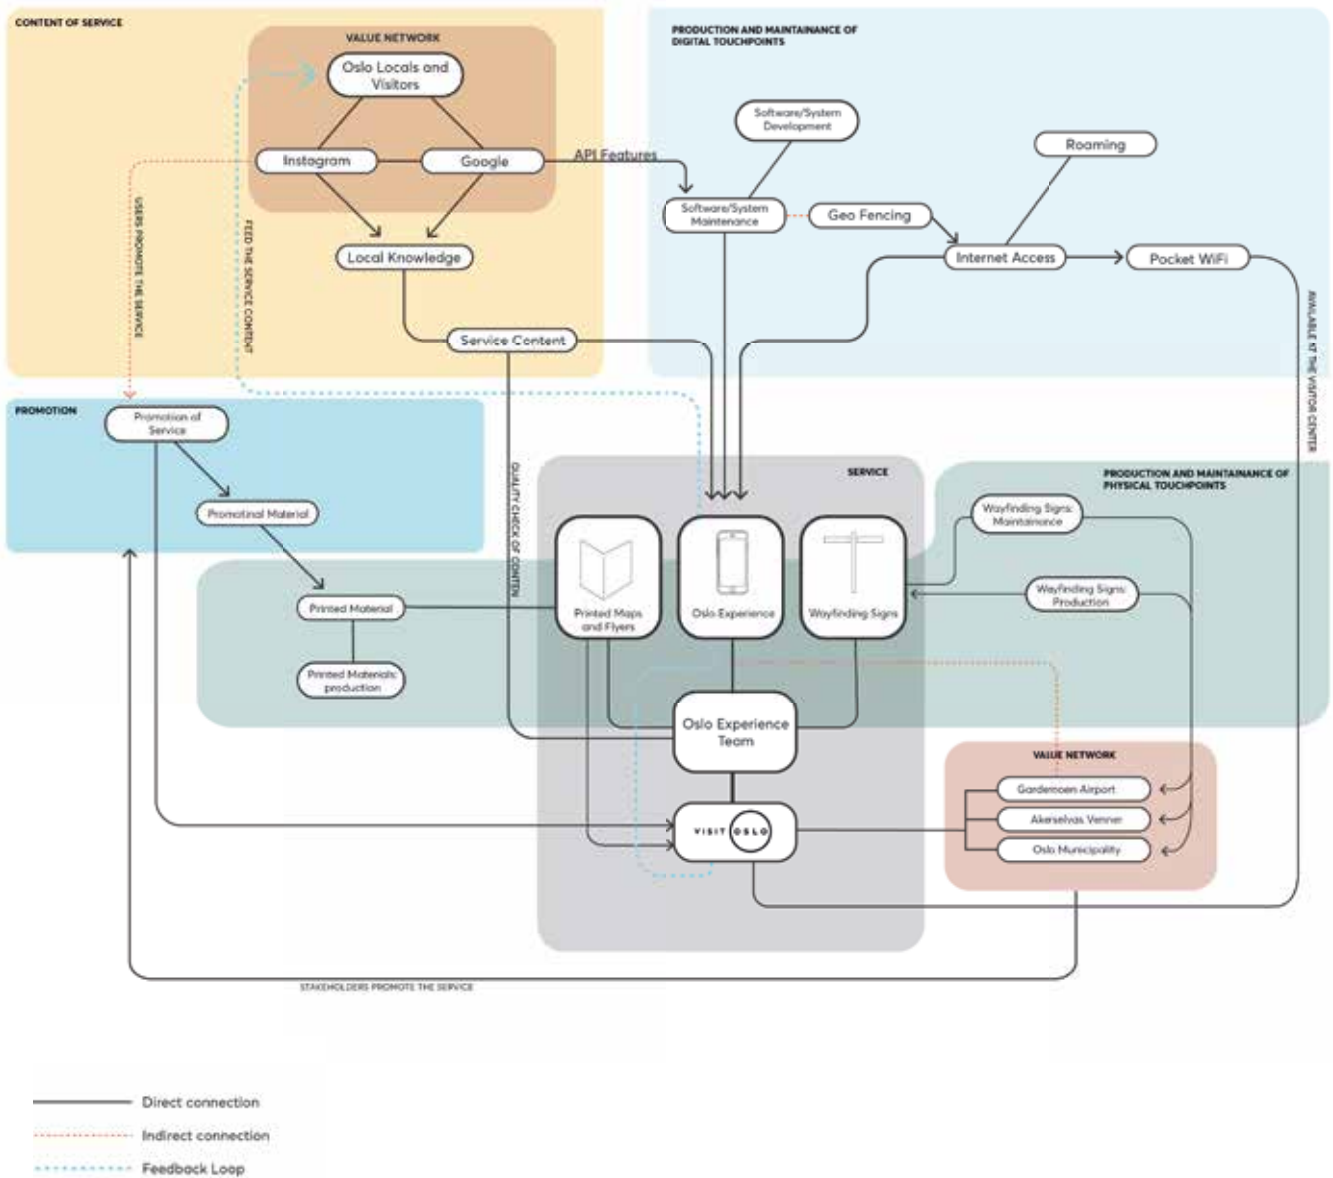 CONTENT OF SERVICE
VALUE NETWORK
Oslo Locals and
Visitors
Instagram
Google
API Features
Local Knowledge
Service Content
USERS PROMOTE THE SERVICE
FEED THE SERVICE CONTENT
PRODUCTION AND MAINTAINANCE OF
DIGITAL TOUCHPOINTS
Software/System
Development
Roaming
Software/System
Maintenance
Geo Fencing
Internet Access
Pocket WiFi
AVAILABLE AT THE VISITOR CENTER
PROMOTION
Promotion of
Service
Promotinal Material
QUALITY CHECK OF CONTEN
SERVICE
PRODUCTION AND MAINTAINANCE OF
PHYSICAL TOUCHPOINTS
Wayfinding Signs:
Maintainance
Wayfinding Signs:
Production
Printed Material
Printed Materials:
production
Printed Maps
and Flyers
Oslo Experience
Wayfinding Signs
Oslo Experience
Team
VISIT OSLO
VALUE NETWORK
Gardemoen Airport
Akerselvas Venner
Oslo Municipality
STAKEHOLDERS PROMOTE THE SERVICE
Direct connection
Indirect connection
Feedback Loop